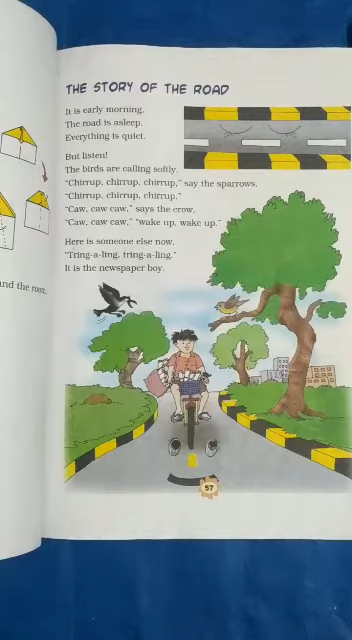 THE STORY OF THE ROAD
It is early morning.
The road is asleep.
Everything is quiet.
But listen!
The birds are calling softly.
"Chirrup, chirrup, chirrup," say the sparrows.
"Chirrup, chirrup, chirrup."
"Caw, caw caw," says the crow.
"Caw, caw caw," "wake up, wake up."
Here is someone else now.
"Tring-a-ling, tring-a-ling."
It is the newspaper boy.
and the room.
57